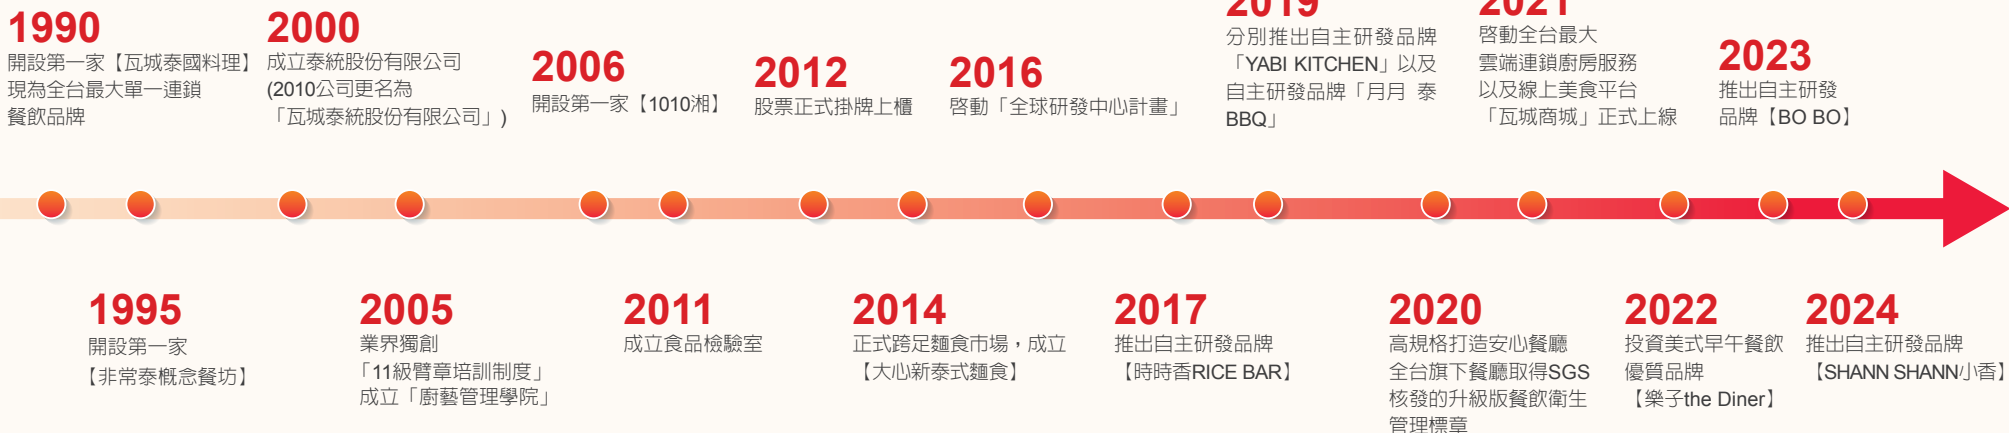 1990
開設第一家【瓦城泰國料理】
現為全台最大單一連鎖
餐飲品牌
2000
成立泰統股份有限公司
(2010公司更名為
「瓦城泰統股份有限公司」)
2006
開設第一家【1010湘】
2012
股票正式掛牌上櫃
2016
啓動「全球研發中心計畫」
2019
分別推出自主研發品牌
「YABI KITCHEN」以及
自主研發品牌「月月 泰
BBQ」
2021
啓動全台最大
雲端連鎖廚房服務
以及線上美食平台
「瓦城商城」正式上線
2023
推出自主研發
品牌【BO BO】
1995
開設第一家
【非常泰概念餐坊】
2005
業界獨創
「11級臂章培訓制度」
成立「廚藝管理學院」
2011
成立食品檢驗室
2014
正式跨足麵食市場，成立
【大心新泰式麵食】
2017
推出自主研發品牌
【時時香RICE BAR】
2020
高規格打造安心餐廳
全台旗下餐廳取得SGS
核發的升級版餐飲衛生
管理標章
2022
投資美式早午餐飲
優質品牌
【樂子the Diner】
2024
推出自主研發品牌
【SHANN SHANN小香】